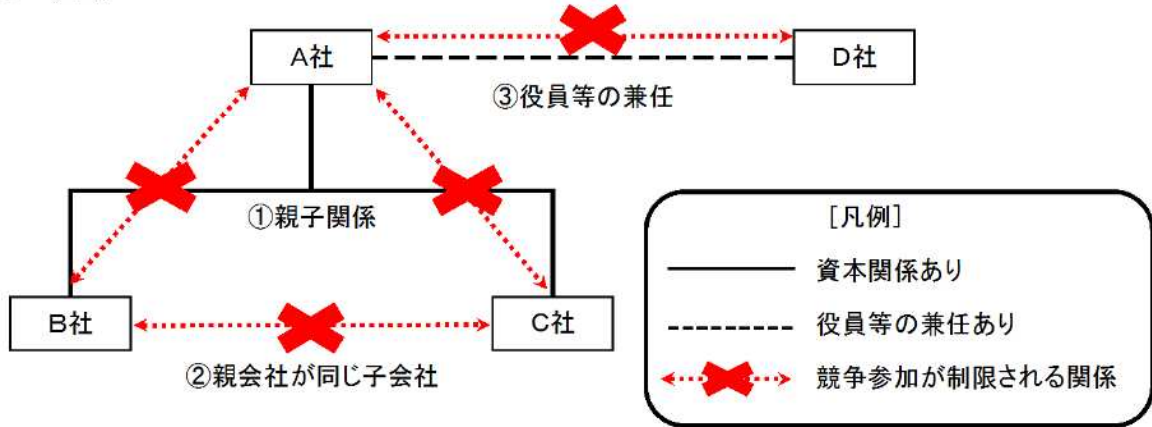 A社
D社
③役員等の兼任
①親子関係
B社
C社
②親会社が同じ子会社
[凡例]
資本関係あり
役員等の兼任あり
競争参加が制限される関係